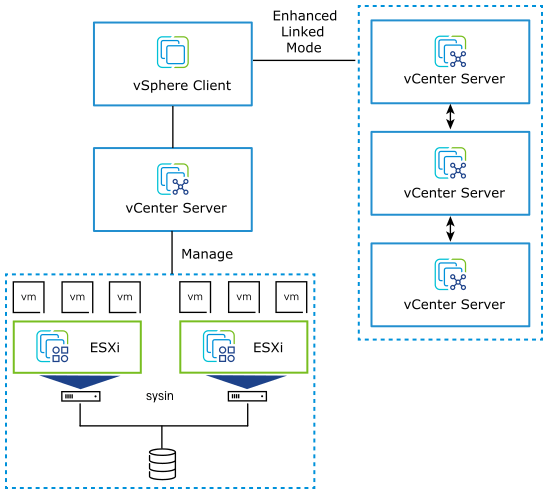 Enhanced
Linked
Mode
vSphere Client
vCenter Server
vCenter Server
vCenter Server
vCenter Server
Manage
vm vm vm vm vm vm
ESXi ESXi
sysin